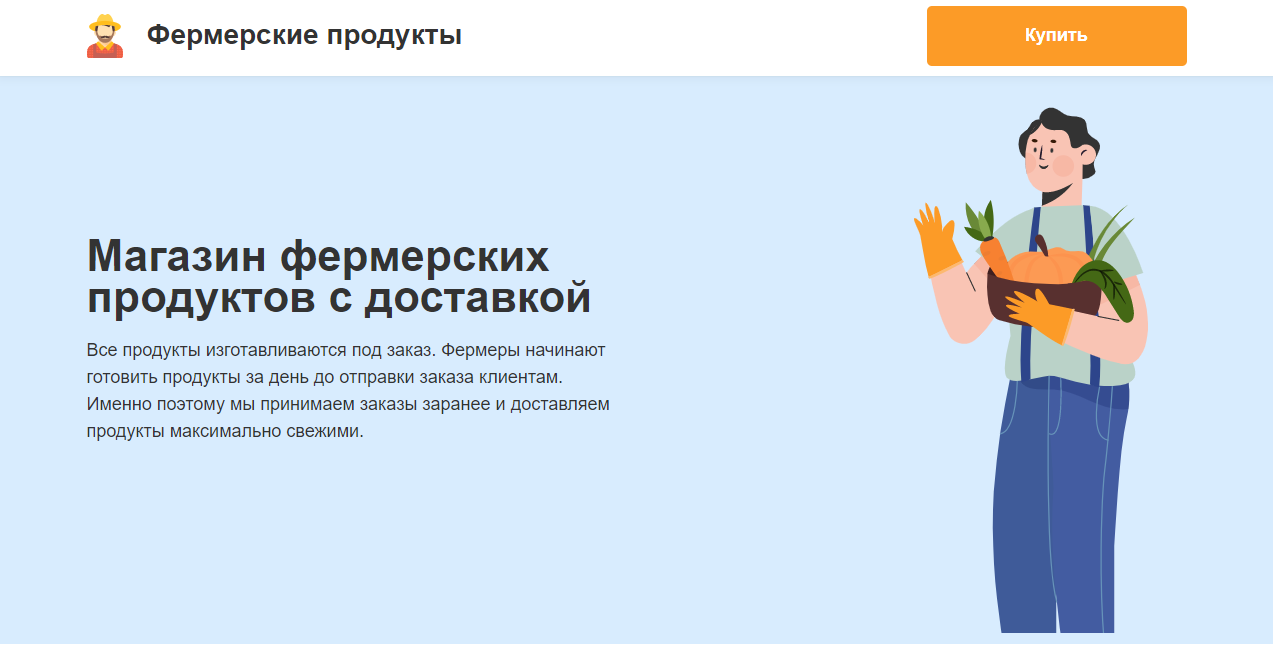 Фермерские продукты
Купить
Магазин фермерских
продуктов с доставкой
Все продукты изготавливаются под заказ. Фермеры начинают
готовить продукты за день до отправки заказа клиентам.
Именно поэтому мы принимаем заказы заранее и доставляем
продукты максимально свежими.